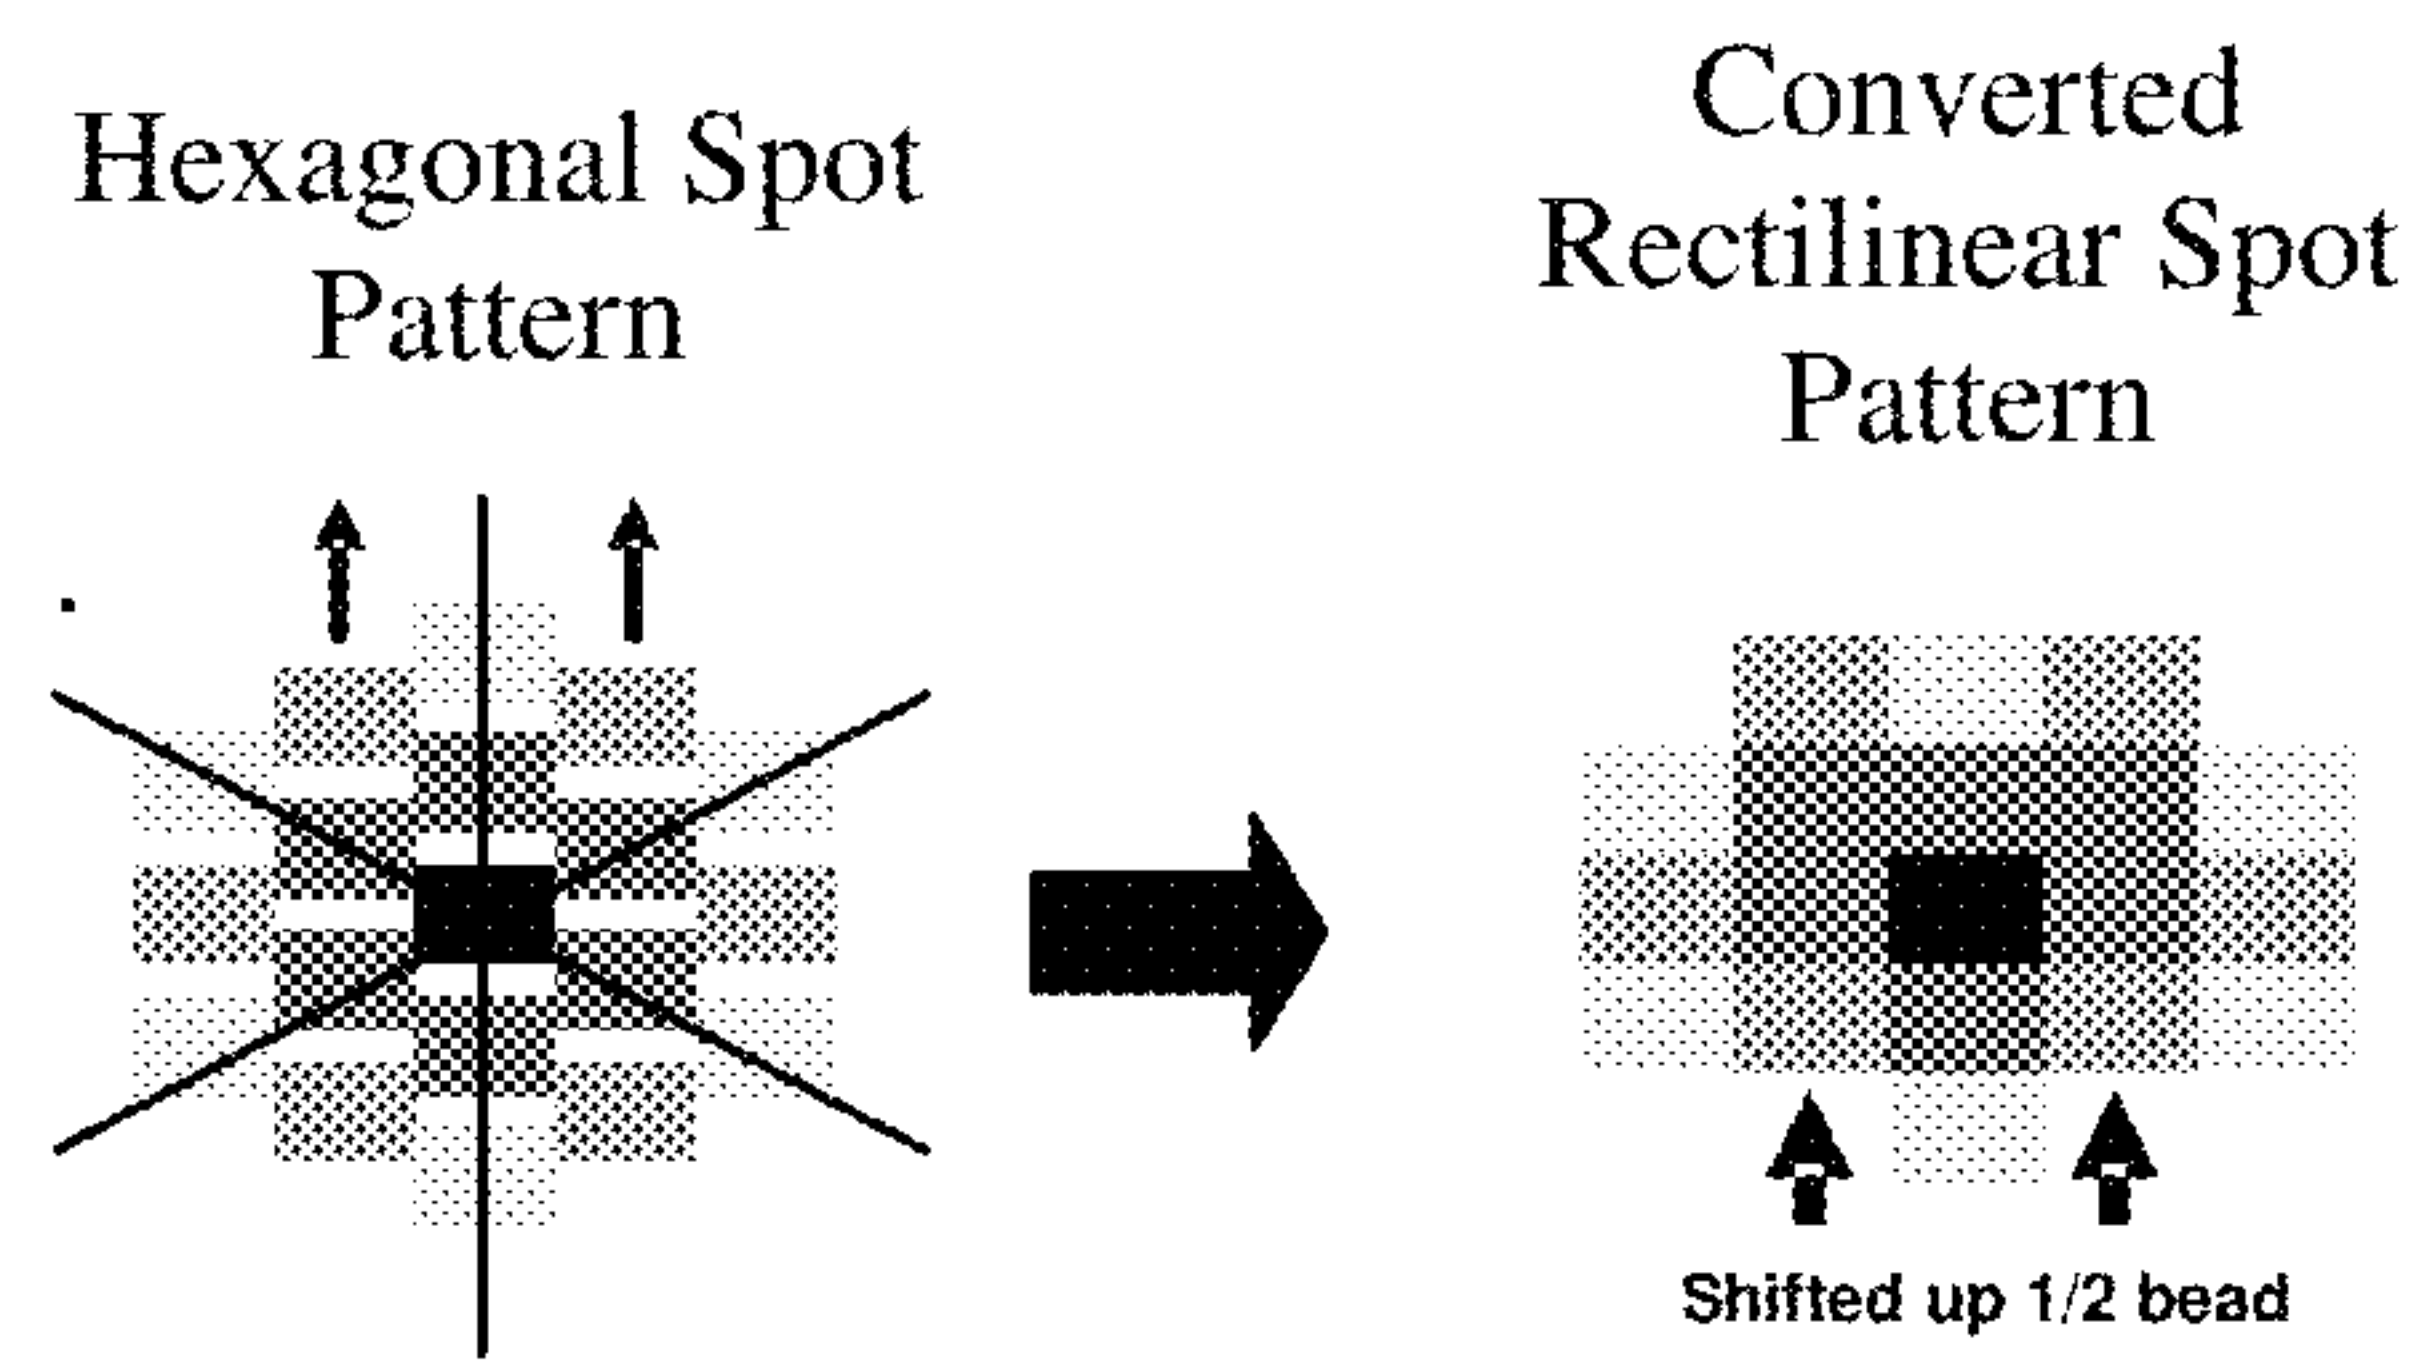 Hexagonal Spot
Pattern
Converted
Rectilinear Spot
Pattern
Shifted up 1/2 bead